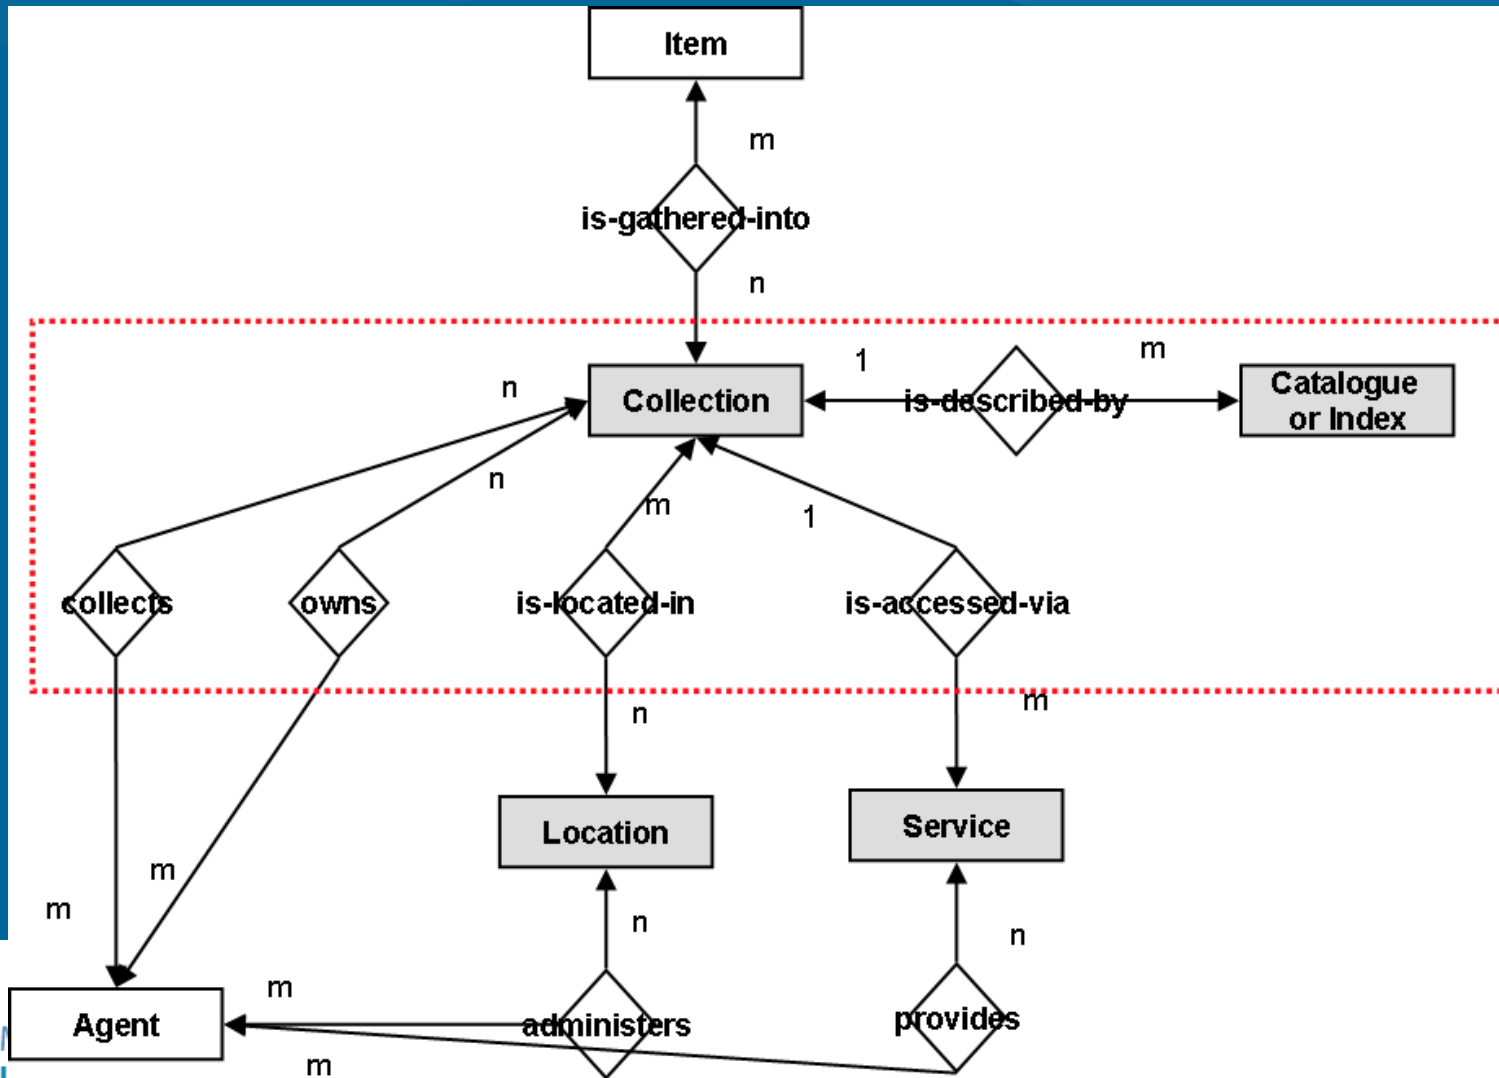 Item
m
is-gathered-into
n
1
m
n
Collection
is-described-by
Catalogue
or Index
n
m
1
collects
owns
is-located-in
is-accessed-via
m
n
Location
Service
m
m
n
n
m
Agent
administers
provides
m